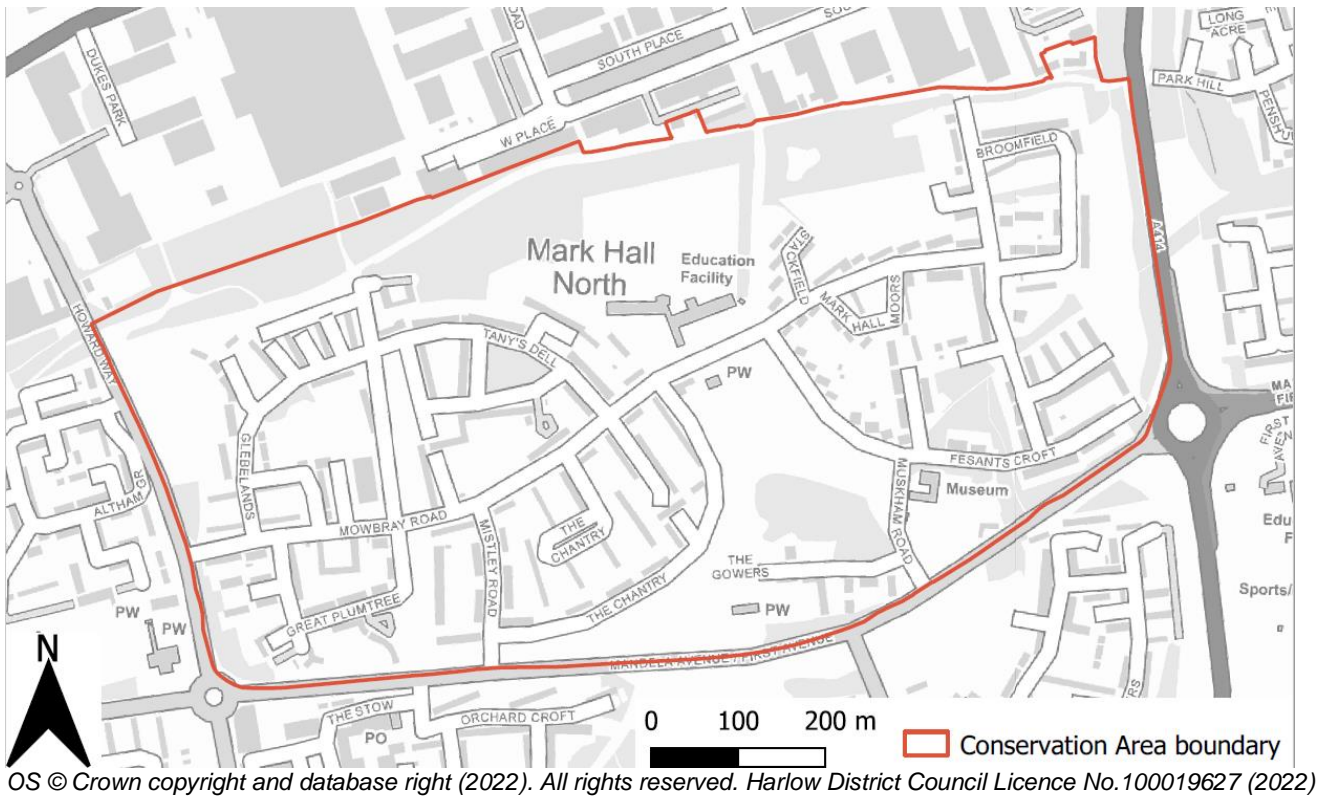 DUKES PARK
SOUTH PLACE
W PLACE
LONG
ACRE
PARK HILL
BROOMFIELD
A414
HOWARD WAY
Mark Hall
North
Education
Facility
STACKFIELD
MARK HALL
MOORS
TANY'S DELL
PW
GLEBELANDS
ALTHAM GR
MOWBRAY ROAD
MISTLEY ROAD
THE
CHANTRY
THE CHANTRY
GREAT PLUMTREE
FESANTS CROFT
Museum
MUSKHAM ROAD
THE
GOWERS
PW
PW
PW
MANDELA AVENUE / FIRST AVENUE
Sports/
THE STOW
ORCHARD CROFT
PO
N
0 100 200 m
Conservation Area boundary
OS © Crown copyright and database right (2022). All rights reserved. Harlow District Council Licence No.100019627 (2022)